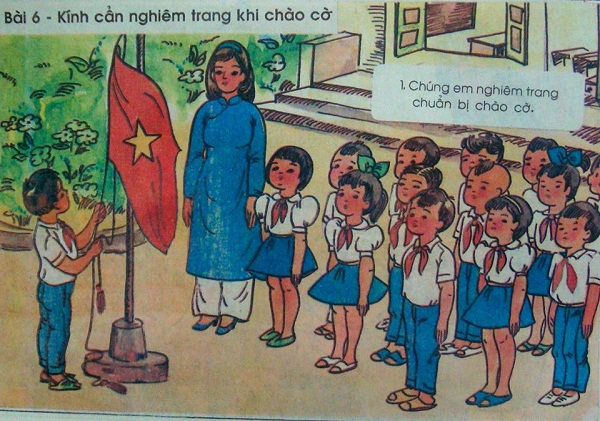 Bài 6 - Kính cẩn nghiêm trang khi chào cờ
1. Chúng em nghiêm trang
chuẩn bị chào cờ.